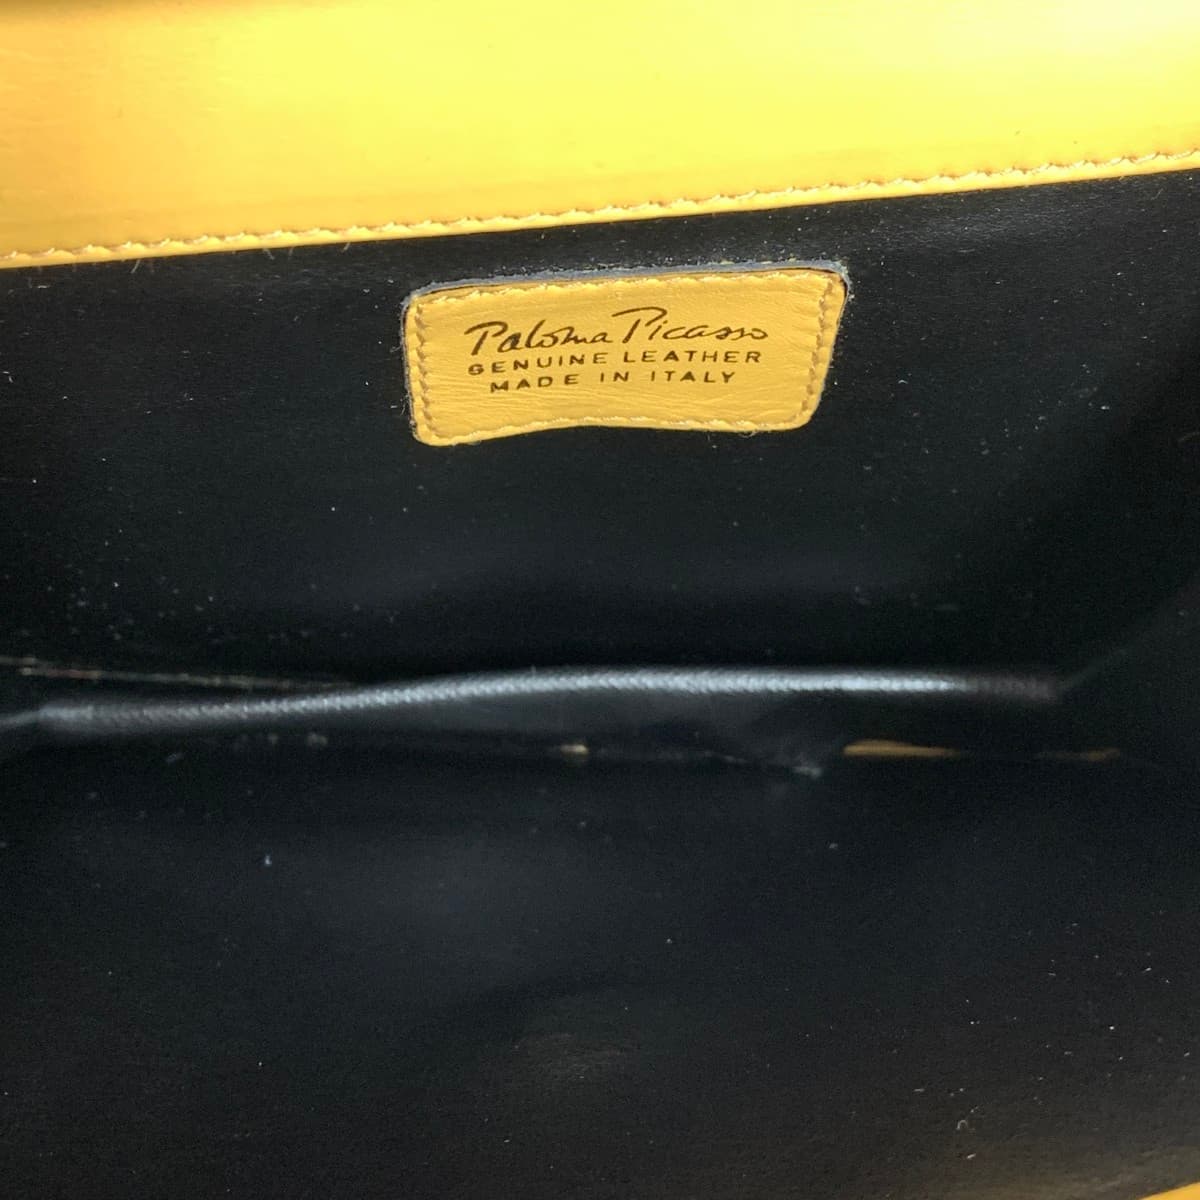 Paloma Picasso
GENUINE LEATHER
MADE IN ITALY